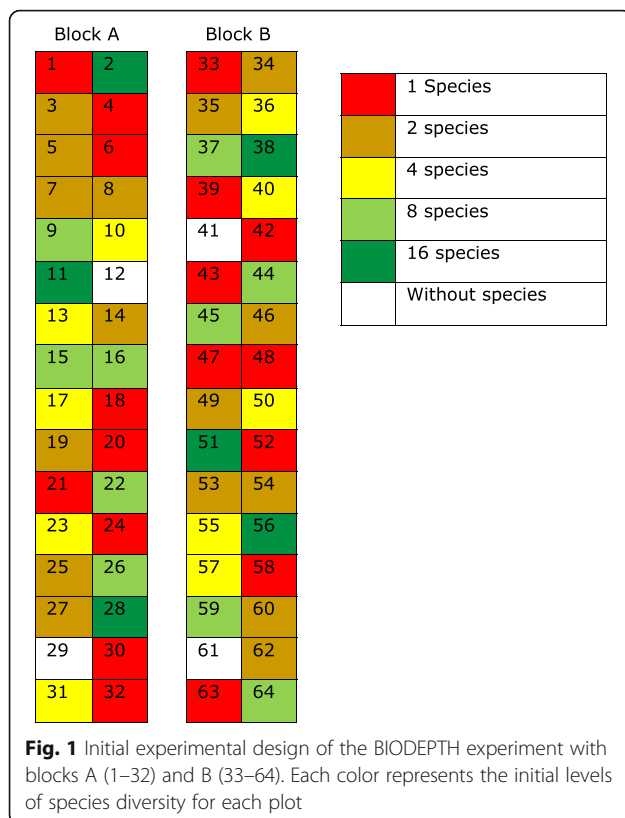 Block A Block B
1 2 33 34
3 4 35 36
5 6 37 38
7 8 39 40
9 10 41 42
11 12 43 44
13 14 45 46
15 16 47 48
17 18 49 50
19 20 51 52
21 22 53 54
23 24 55 56
25 26 57 58
27 28 59 60
29 30 61 62
31 32 63 64
1 Species
2 species
4 species
8 species
16 species
Without species
Fig. 1 Initial experimental design of the BIODEPTH experiment with
blocks A (1–32) and B (33–64). Each color represents the initial levels
of species diversity for each plot